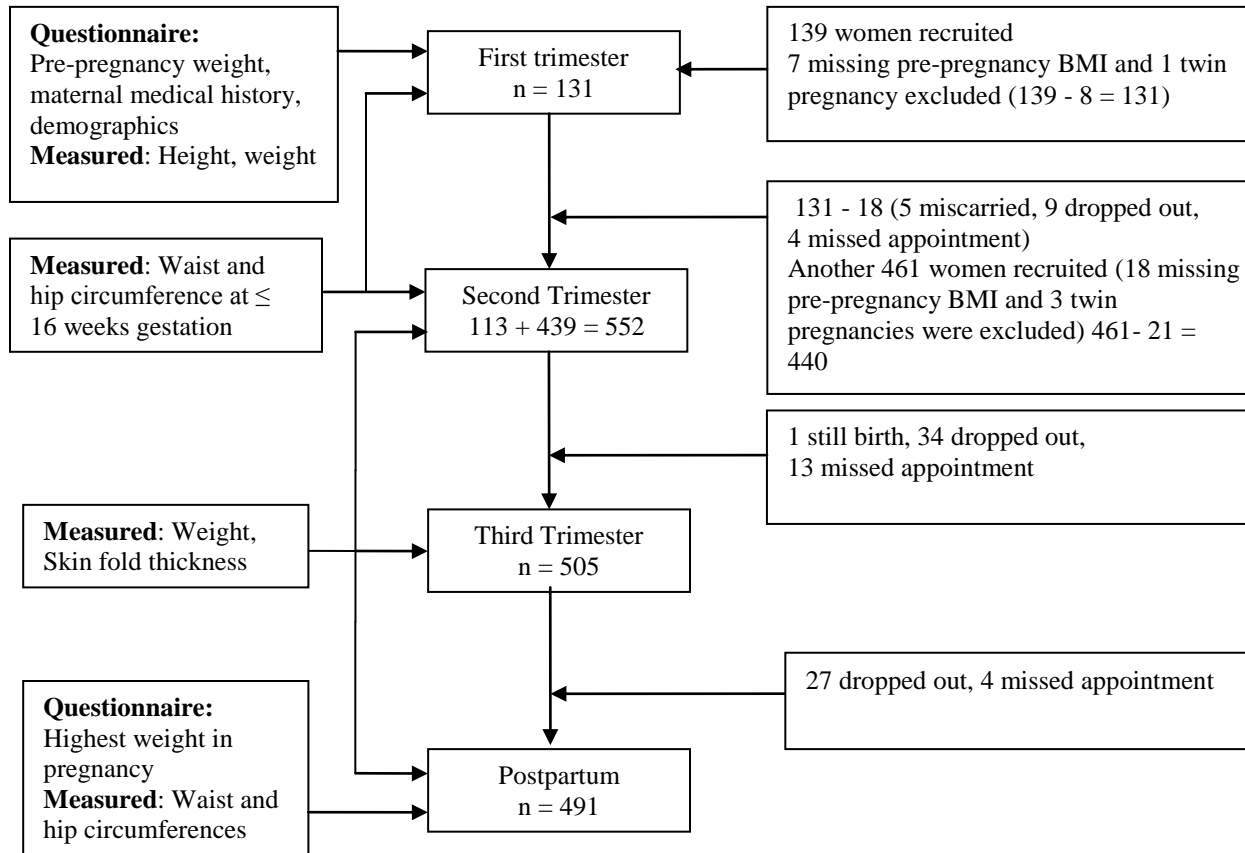 Questionnaire:
Pre-pregnancy weight,
maternal medical history,
demographics
Measured: Height, weight
First trimester
n = 131
139 women recruited
7 missing pre-pregnancy BMI and 1 twin
pregnancy excluded (139 - 8 = 131)
Measured: Waist and
hip circumference at ≤
16 weeks gestation
131 - 18 (5 miscarried, 9 dropped out,
4 missed appointment)
Another 461 women recruited (18 missing
pre-pregnancy BMI and 3 twin
pregnancies were excluded) 461- 21 =
440
Second Trimester
113 + 439 = 552
1 still birth, 34 dropped out,
13 missed appointment
Measured: Weight,
Skin fold thickness
Third Trimester
n = 505
27 dropped out, 4 missed appointment
Questionnaire:
Highest weight in
pregnancy
Measured: Waist and
hip circumferences
Postpartum
n = 491